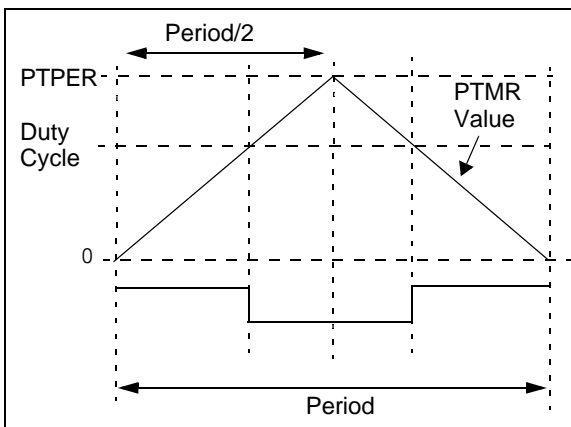 Period/2
PTPER
PTMR
Value
Duty
Cycle
0
Period